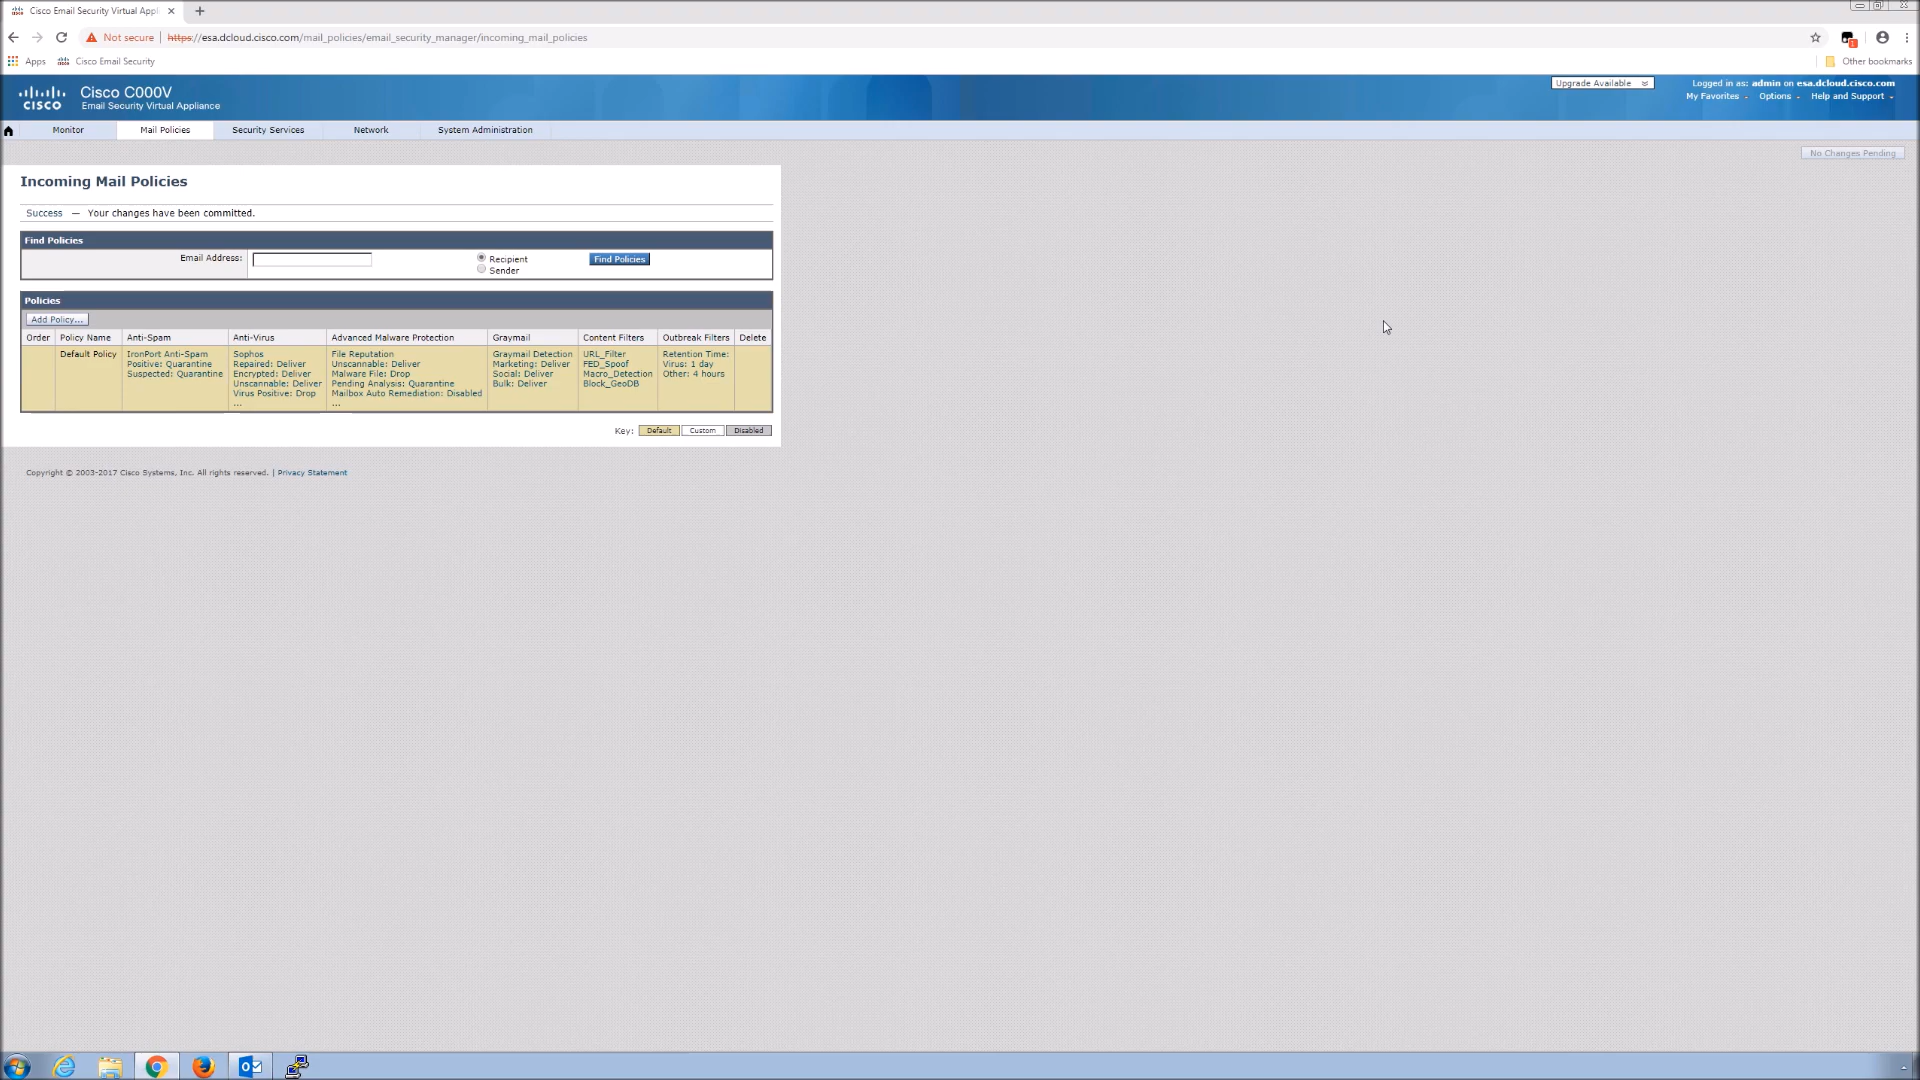 Cisco Email Security Virtual Appl
Not secure | https://esa.dcloud.cisco.com/mail_policies/email_security_manager/incoming_mail_policies
Apps Cisco Email Security Other bookmarks
CISCO
Cisco C000V
Email Security Virtual Appliance
Upgrade Available
Logged in as: admin on esa.dcloud.cisco.com
My Favorites Options Help and Support
Monitor Mail Policies Security Services Network System Administration
No Changes Pending
Incoming Mail Policies
Success — Your changes have been committed.
Find Policies
Email Address:
Recipient
Sender
Find Policies
Policies
Add Policy...
Order Policy Name Anti-Spam Anti-Virus Advanced Malware Protection Graymail Content Filters Outbreak Filters Delete
Default Policy
IronPort Anti-Spam
Positive: Quarantine
Suspected: Quarantine
Sophos
Repaired: Deliver
Encrypted: Deliver
Unscannable: Deliver
Virus Positive: Drop
...
File Reputation
Unscannable: Deliver
Malware File: Drop
Pending Analysis: Quarantine
Mailbox Auto Remediation: Disabled
...
Graymail Detection
Marketing: Deliver
Social: Deliver
Bulk: Deliver
URL_Filter
FED_Spoof
Macro_Detection
Block_GeoDB
Retention Time:
Virus: 1 day
Other: 4 hours
Key: Default Custom Disabled
Copyright © 2003-2017 Cisco Systems, Inc. All rights reserved. | Privacy Statement